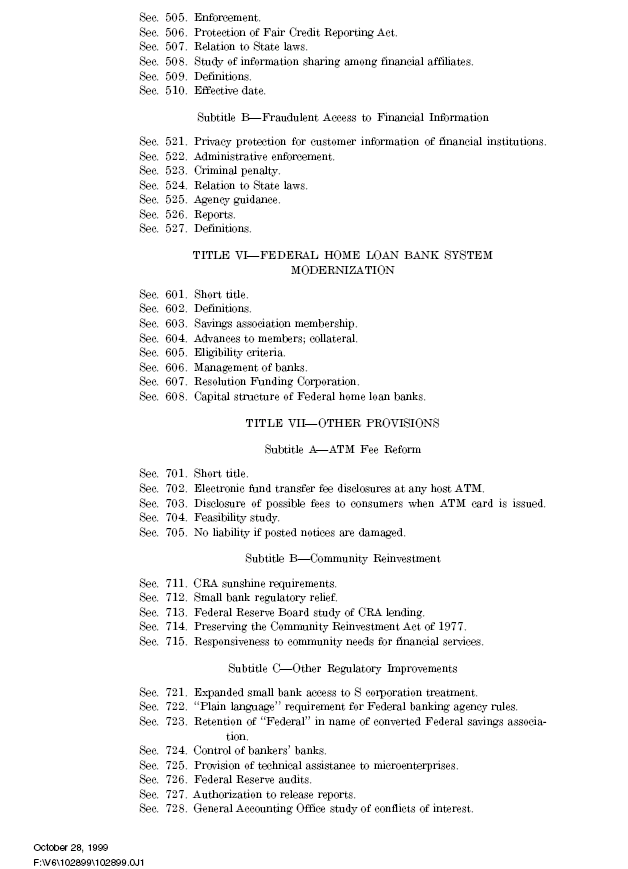 Sec. 505. Enforcement.
Sec. 506. Protection of Fair Credit Reporting Act.
Sec. 507. Relation to State laws.
Sec. 508. Study of information sharing among financial affiliates.
Sec. 509. Definitions.
Sec. 510. Effective date.
Subtitle B—Fraudulent Access to Financial Information
Sec. 521. Privacy protection for customer information of financial institutions.
Sec. 522. Administrative enforcement.
Sec. 523. Criminal penalty.
Sec. 524. Relation to State laws.
Sec. 525. Agency guidance.
Sec. 526. Reports.
Sec. 527. Definitions.
TITLE VI—FEDERAL HOME LOAN BANK SYSTEM
MODERNIZATION
Sec. 601. Short title.
Sec. 602. Definitions.
Sec. 603. Savings association membership.
Sec. 604. Advances to members; collateral.
Sec. 605. Eligibility criteria.
Sec. 606. Management of banks.
Sec. 607. Resolution Funding Corporation.
Sec. 608. Capital structure of Federal home loan banks.
TITLE VII—OTHER PROVISIONS
Subtitle A—ATM Fee Reform
Sec. 701. Short title.
Sec. 702. Electronic fund transfer fee disclosures at any host ATM.
Sec. 703. Disclosure of possible fees to consumers when ATM card is issued.
Sec. 704. Feasibility study.
Sec. 705. No liability if posted notices are damaged.
Subtitle B—Community Reinvestment
Sec. 711. CRA sunshine requirements.
Sec. 712. Small bank regulatory relief.
Sec. 713. Federal Reserve Board study of CRA lending.
Sec. 714. Preserving the Community Reinvestment Act of 1977.
Sec. 715. Responsiveness to community needs for financial services.
Subtitle C—Other Regulatory Improvements
Sec. 721. Expanded small bank access to S corporation treatment.
Sec. 722. “Plain language” requirement for Federal banking agency rules.
Sec. 723. Retention of “Federal” in name of converted Federal savings associa-
tion.
Sec. 724. Control of bankers’ banks.
Sec. 725. Provision of technical assistance to microenterprises.
Sec. 726. Federal Reserve audits.
Sec. 727. Authorization to release reports.
Sec. 728. General Accounting Office study of conflicts of interest.
October 28, 1999
F:\V6\102899\102899.0J1